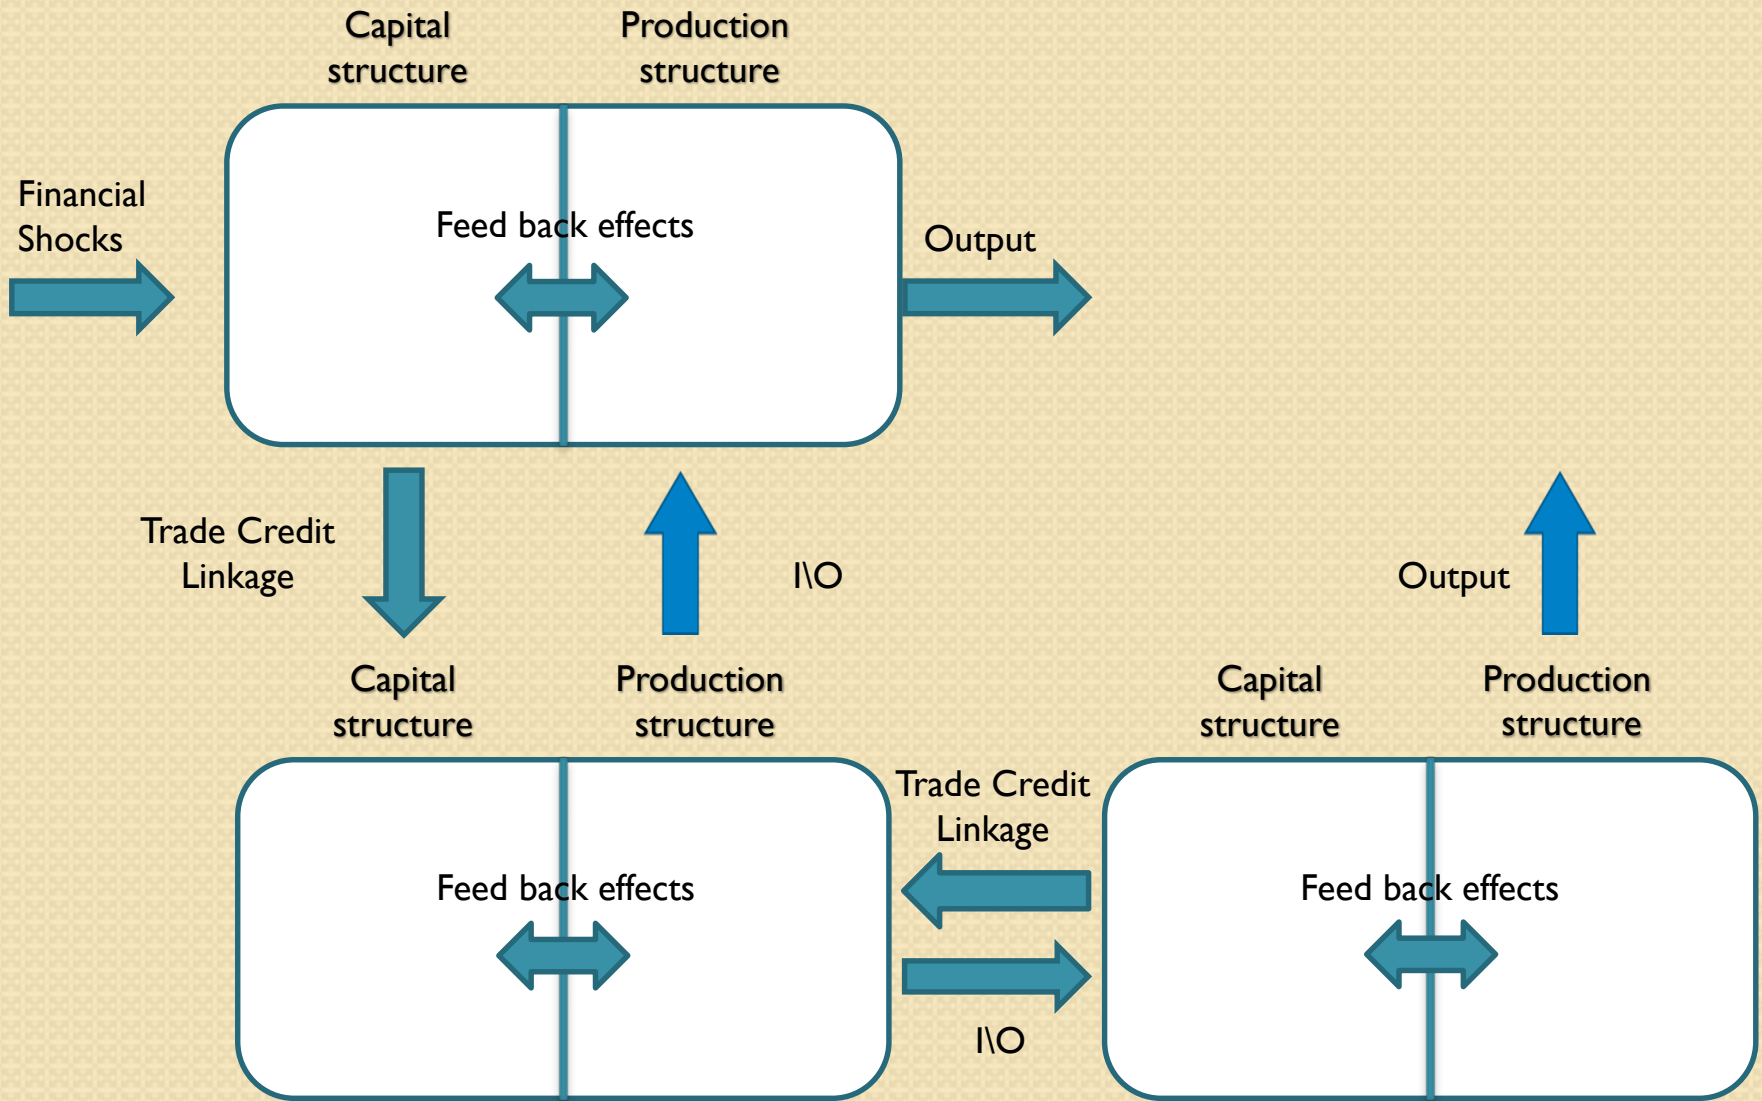 Capital
structure
Production
structure
Financial
Shocks
Feed back effects
Output
Trade Credit
Linkage
I\O
Output
Capital
structure
Production
structure
Capital
structure
Production
structure
Trade Credit
Linkage
Feed back effects
Feed back effects
I\O